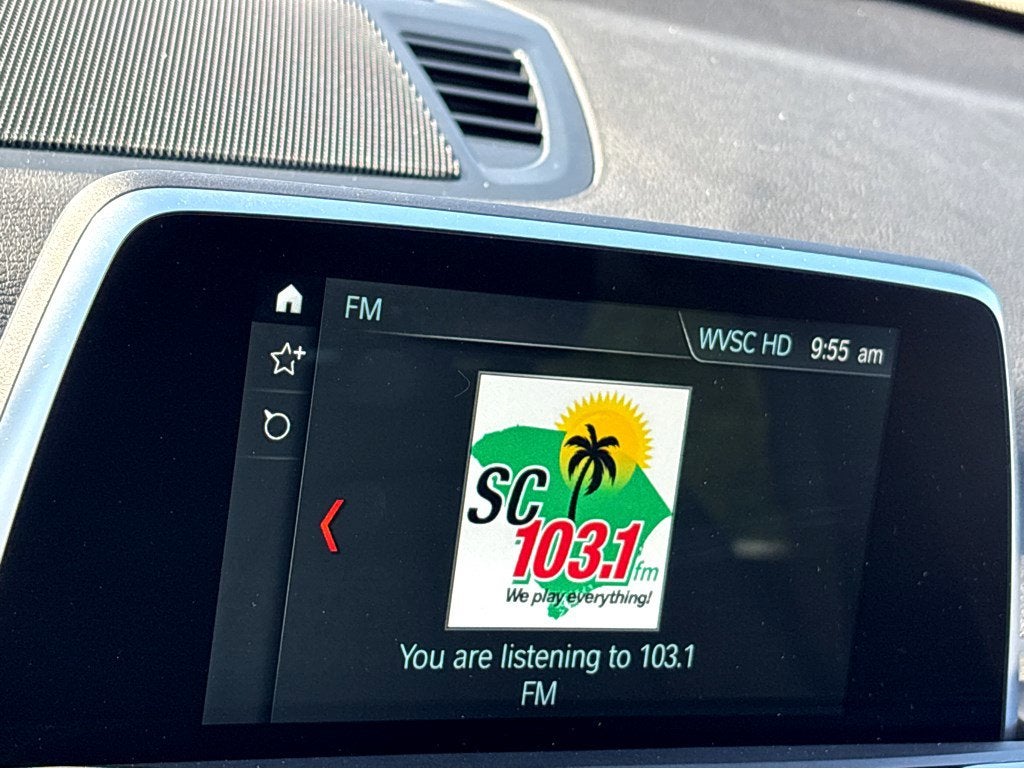 FM
WVSC HD 9:55 am
SC
103.1 fm
We play everything!
You are listening to 103.1
FM